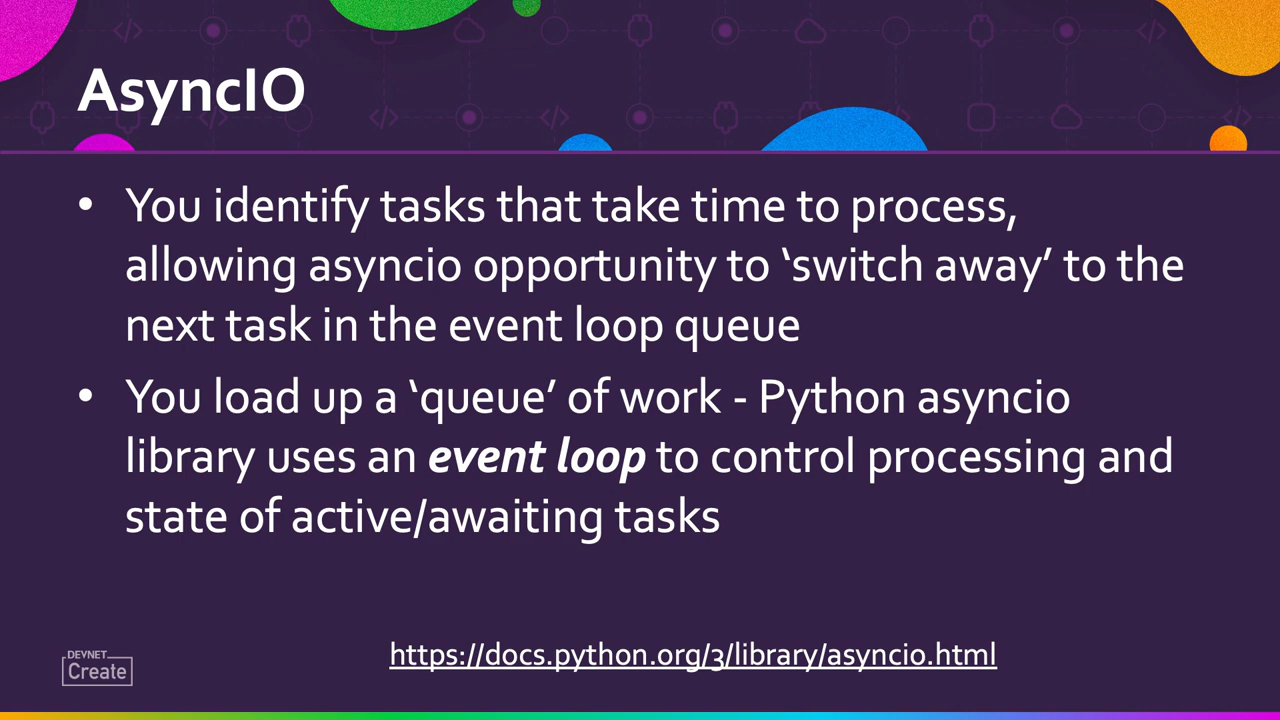 AsyncIO
• You identify tasks that take time to process,
allowing asyncio opportunity to ‘switch away’ to the
next task in the event loop queue
• You load up a ‘queue’ of work - Python asyncio
library uses an event loop to control processing and
state of active/awaiting tasks
https://docs.python.org/3/library/asyncio.html
DEVNET
Create